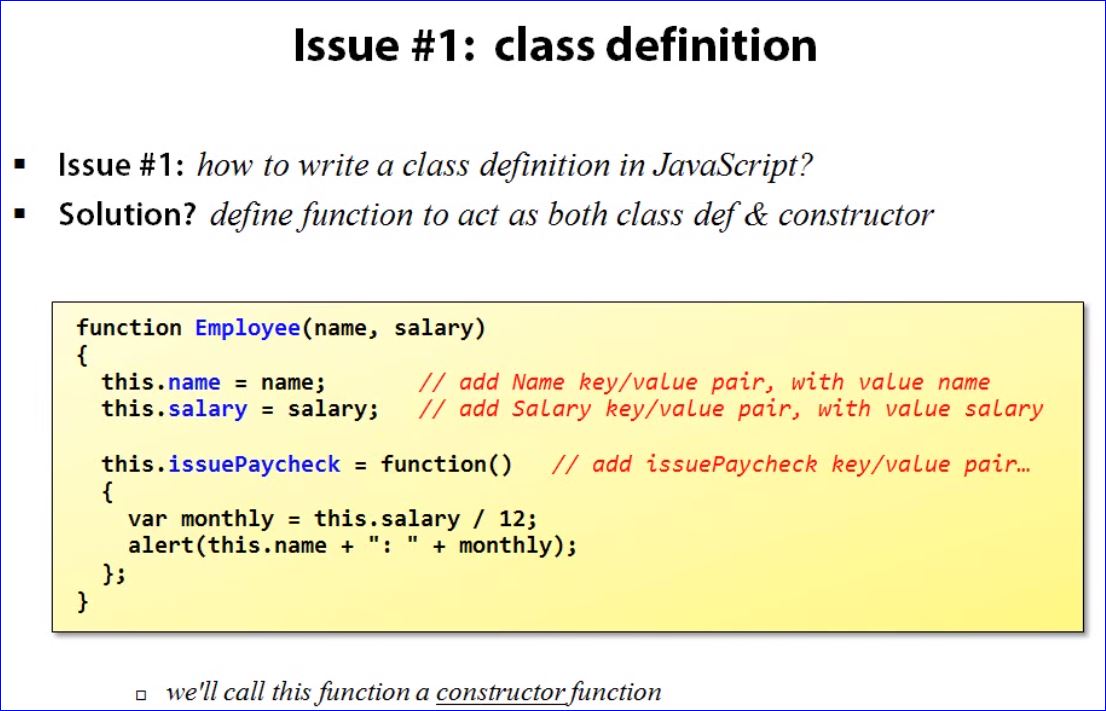 Issue #1: class definition
▪ Issue #1: how to write a class definition in JavaScript?
▪ Solution? define function to act as both class def & constructor
function Employee(name, salary)
{
  this.name = name;       // add Name key/value pair, with value name
  this.salary = salary;   // add Salary key/value pair, with value salary
  this.issuePaycheck = function()   // add issuePaycheck key/value pair…
  {
    var monthly = this.salary / 12;
    alert(this.name + ": " + monthly);
  };
}
▫ we'll call this function a constructor function